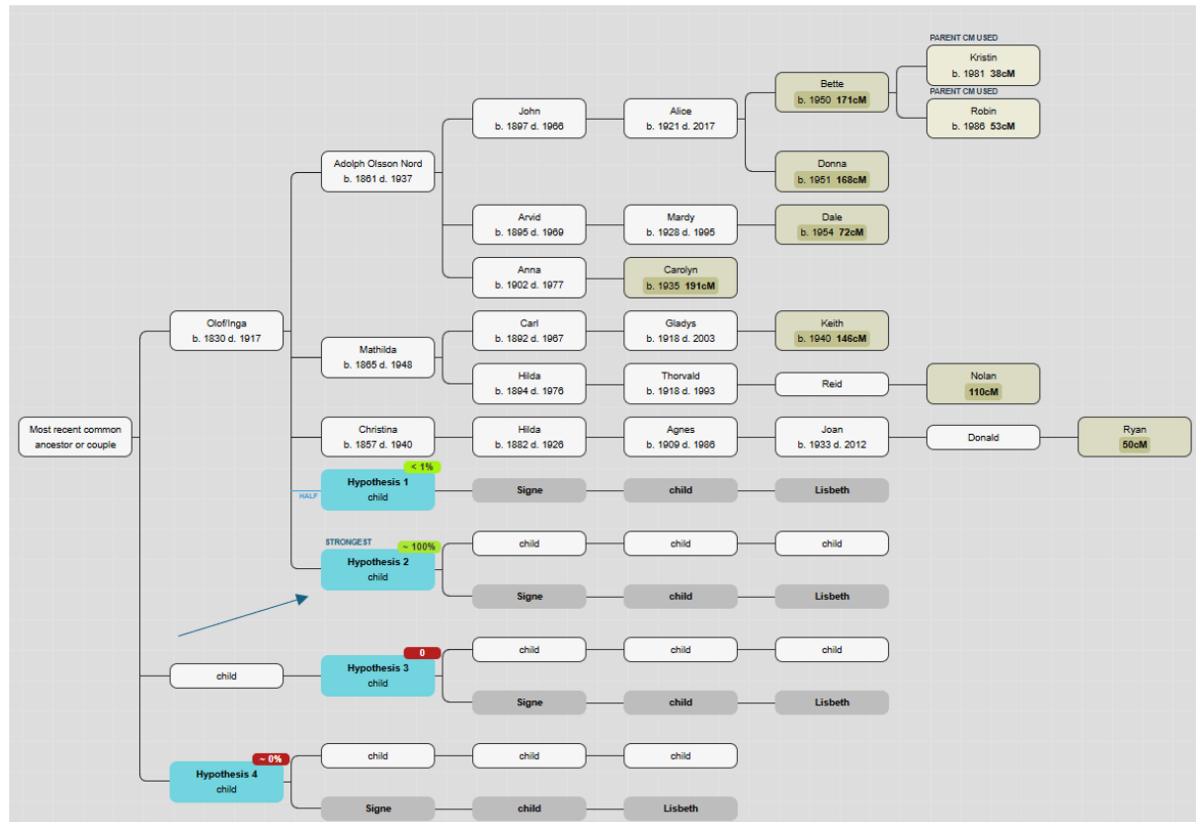 PARENT CM USED
Kristin
b. 1981 38cM
PARENT CM USED
Robin
b. 1986 53cM
Bette
b. 1950 171cM
John
b. 1897 d. 1966
Alice
b. 1921 d. 2017
Donna
b. 1951 168cM
Adolph Olsson Nord
b. 1861 d. 1937
Arvid
b. 1895 d. 1969
Mardy
b. 1928 d. 1995
Dale
b. 1954 72cM
Anna
b. 1902 d. 1977
Carolyn
b. 1935 191cM
Olof/Inga
b. 1830 d. 1917
Carl
b. 1892 d. 1967
Gladys
b. 1918 d. 2003
Keith
b. 1940 146cM
Mathilda
b. 1865 d. 1948
Hilda
b. 1894 d. 1976
Thorvald
b. 1918 d. 1993
Reid
Nolan
110cM
Most recent common
ancestor or couple
Christina
b. 1857 d. 1940
Hilda
b. 1882 d. 1926
Agnes
b. 1909 d. 1986
Joan
b. 1933 d. 2012
Donald
Ryan
50cM
< 1%
HALF
Hypothesis 1
child
Signe
child
Lisbeth
STRONGEST
~ 100%
Hypothesis 2
child
child
child
child
Signe
child
Lisbeth
child
0
Hypothesis 3
child
child
child
child
Signe
child
Lisbeth
~ 0%
Hypothesis 4
child
child
child
child
Signe
child
Lisbeth